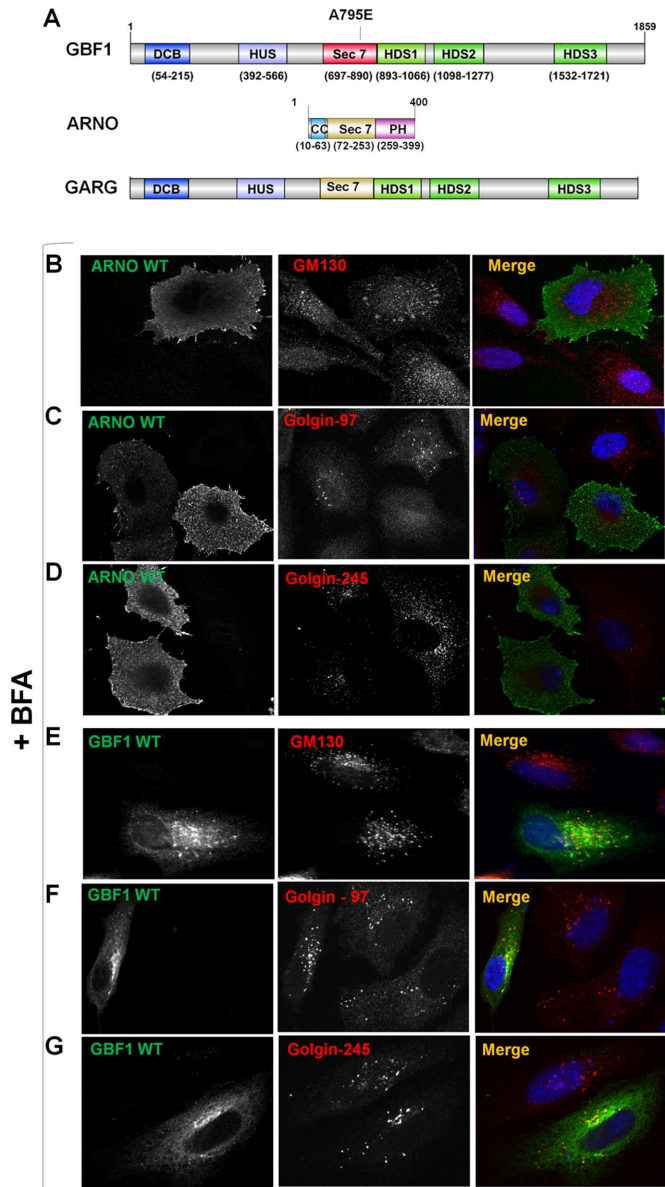 A
A795E
1
1859
GBF1
DCB
HUS
Sec 7
HDS1
HDS2
HDS3
(54-215)
(392-566)
(697-890)
(893-1066)
(1098-1277)
(1532-1721)
1
400
ARNO
CC
Sec 7
PH
(10-63)
(72-253)
(259-399)
GARG
DCB
HUS
Sec 7
HDS1
HDS2
HDS3
+ BFA
B
ARNO WT
GM130
Merge
C
ARNO WT
Golgin-97
Merge
D
ARNO WT
Golgin-245
Merge
E
GBF1 WT
GM130
Merge
F
GBF1 WT
Golgin - 97
Merge
G
GBF1 WT
Golgin-245
Merge